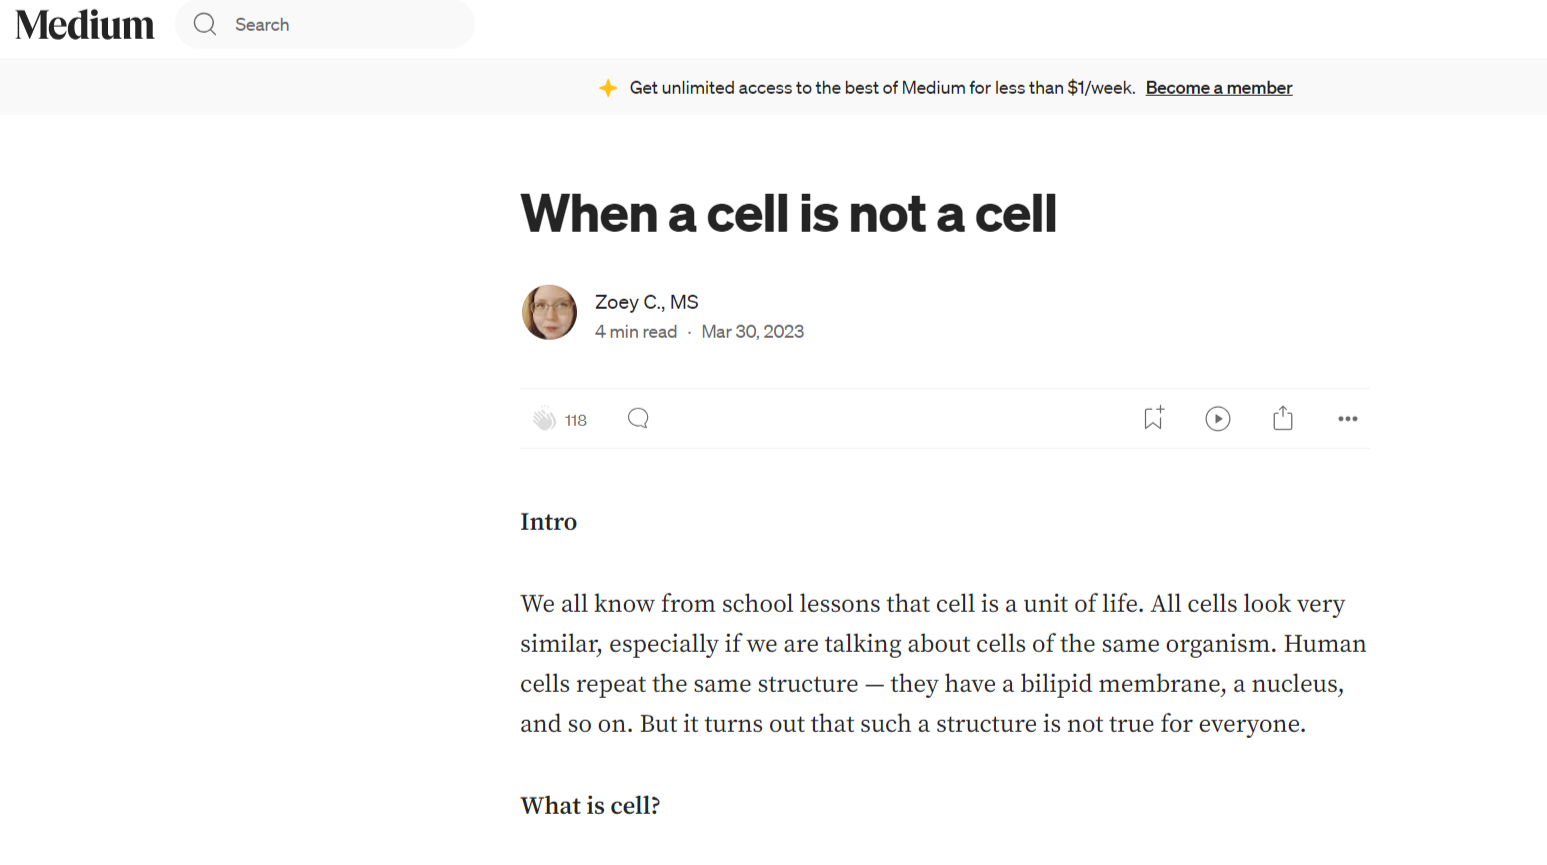 Medium
Search
Get unlimited access to the best of Medium for less than $1/week. Become a member
When a cell is not a cell
Zoey C., MS
4 min read · Mar 30, 2023
118
Intro
We all know from school lessons that cell is a unit of life. All cells look very
similar, especially if we are talking about cells of the same organism. Human
cells repeat the same structure — they have a bilipid membrane, a nucleus,
and so on. But it turns out that such a structure is not true for everyone.
What is cell?